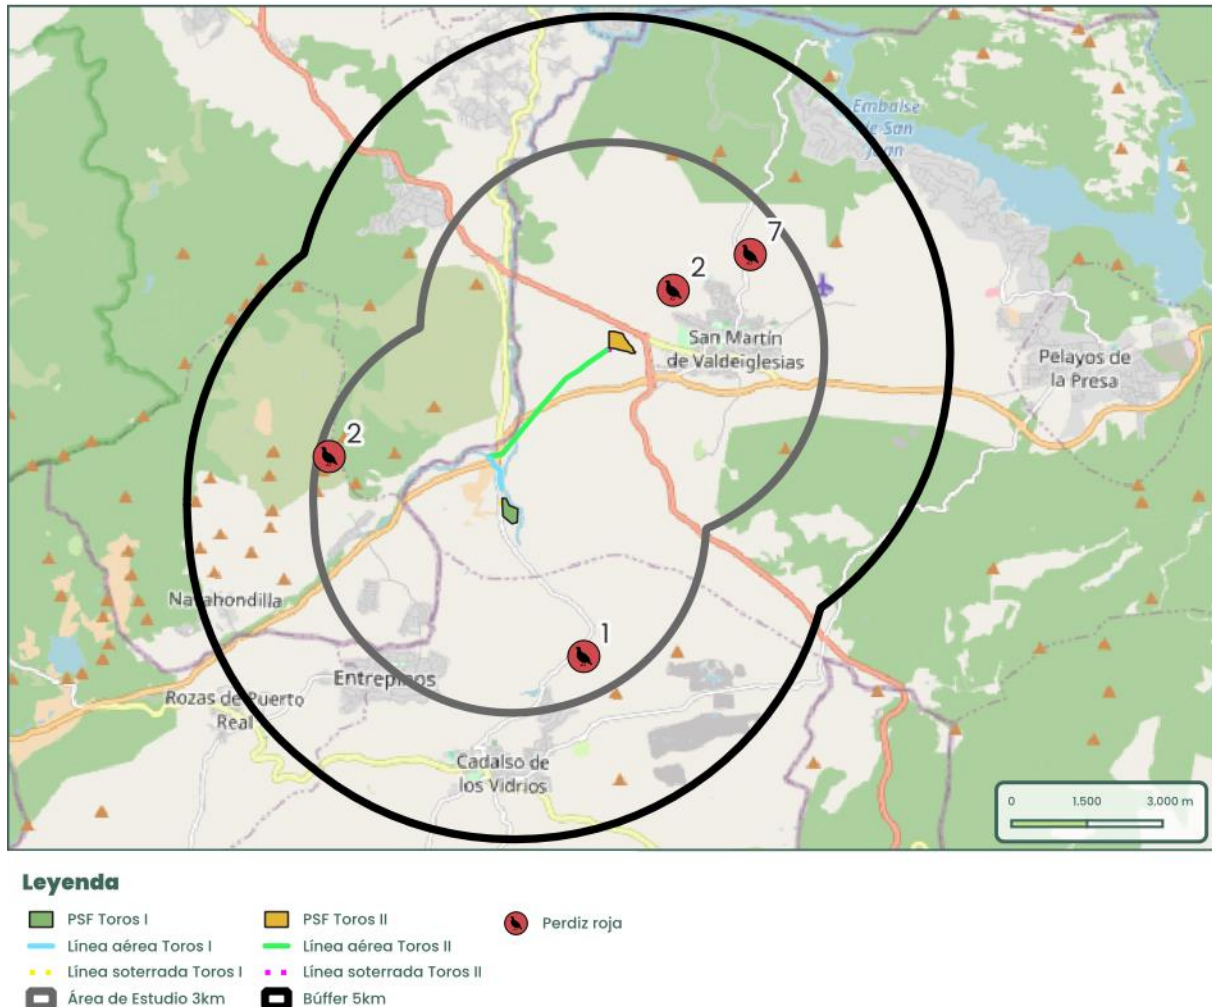 Embalse
de San
Juan
7
2
San Martín
de Valdeiglesias
Pelayos de
la Presa
2
Navahondilla
1
Entrepinos
Rozas de Puerto
Real
Cadalso de
los Vidrios
0 1.500 3.000 m
Leyenda
PSF Toros I
PSF Toros II
Perdiz roja
Línea aérea Toros I
Línea aérea Toros II
Línea soterrada Toros I
Línea soterrada Toros II
Área de Estudio 3km
Búffer 5km